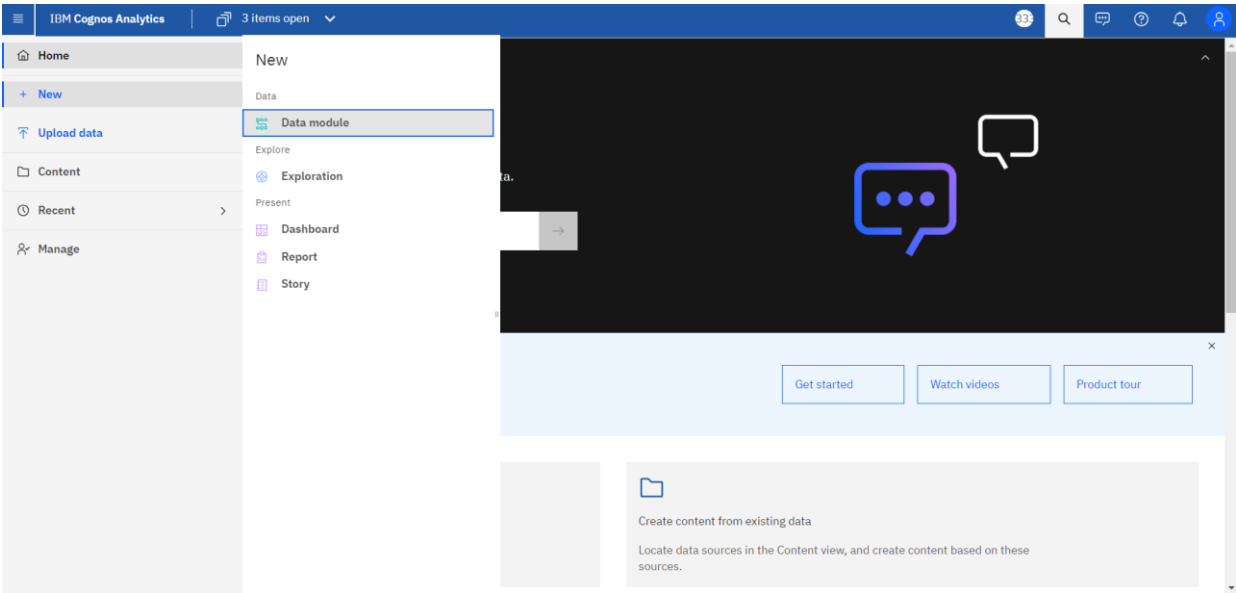 IBM Cognos Analytics
3 items open
333
Home
New
Upload data
Content
Recent
Manage
New
Data
Data module
Explore
Exploration
Present
Dashboard
Report
Story
ta.
Get started
Watch videos
Product tour
Create content from existing data
Locate data sources in the Content view, and create content based on these
sources.